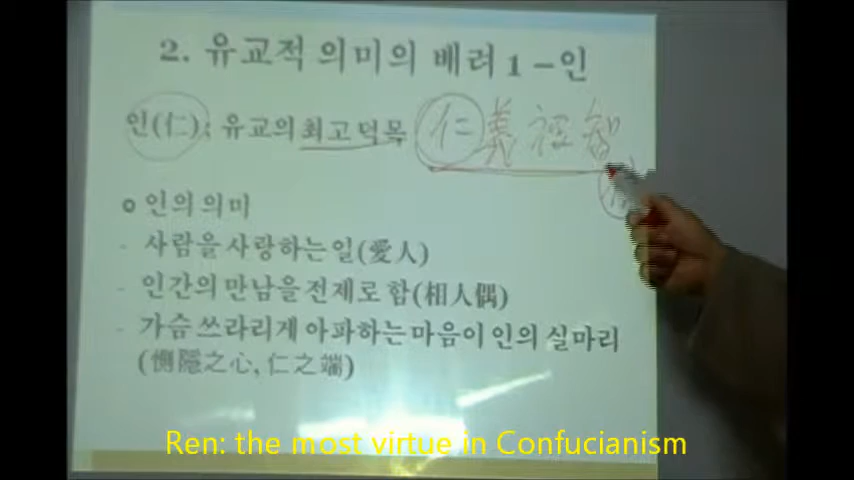 2. 유교적 의미의 배려 1 -인
인(仁) : 유교의 최고덕목 仁義礼智
o 인의 의미
- 사람을 사랑하는 일(愛人)
- 인간의 만남을 전제로 함(相人偶)
- 가슴 쓰라리게 아파하는 마음이 인의 실마리
(惻隱之心, 仁之端)
Ren: the most virtue in Confucianism